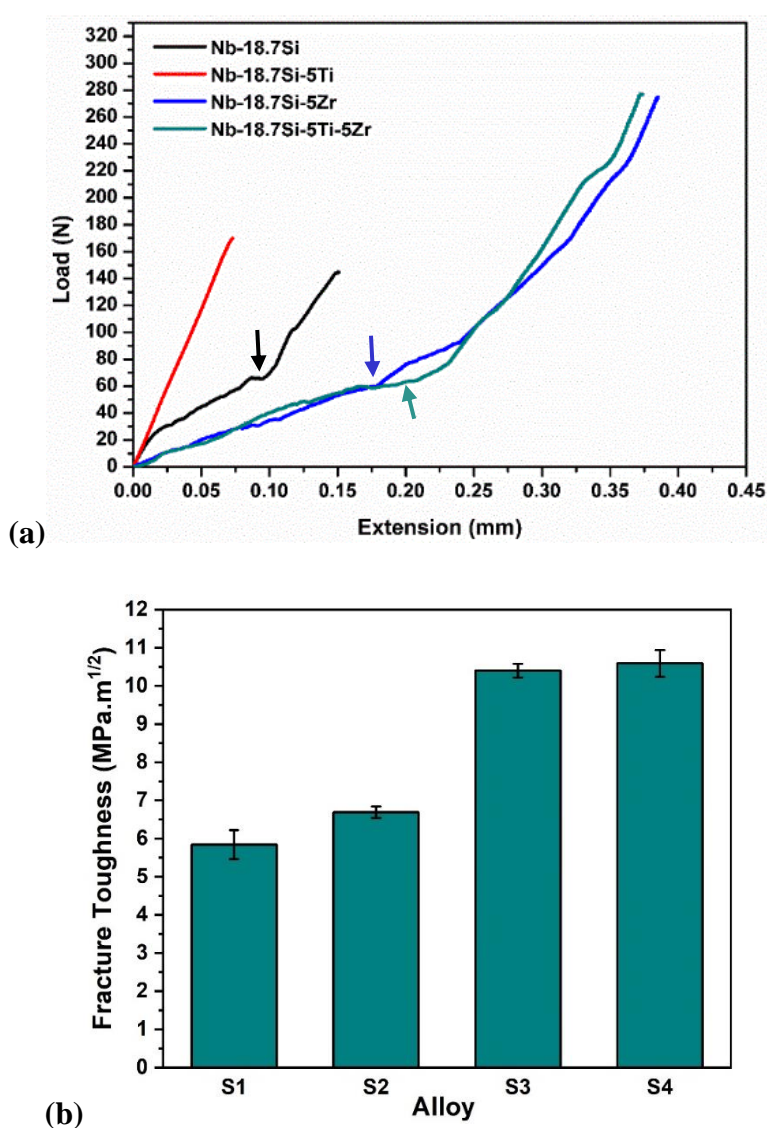 320
300
280
260
240
220
200
180
160
140
120
100
80
60
40
20
0
Load (N)
Nb-18.7Si
Nb-18.7Si-5Ti
Nb-18.7Si-5Zr
Nb-18.7Si-5Ti-5Zr
0.00 0.05 0.10 0.15 0.20 0.25 0.30 0.35 0.40 0.45
Extension (mm)
(a)
12
11
10
9
8
7
6
5
4
3
2
1
0
Fracture Toughness (MPa.m^1/2)
S1 S2 S3 S4
Alloy
(b)